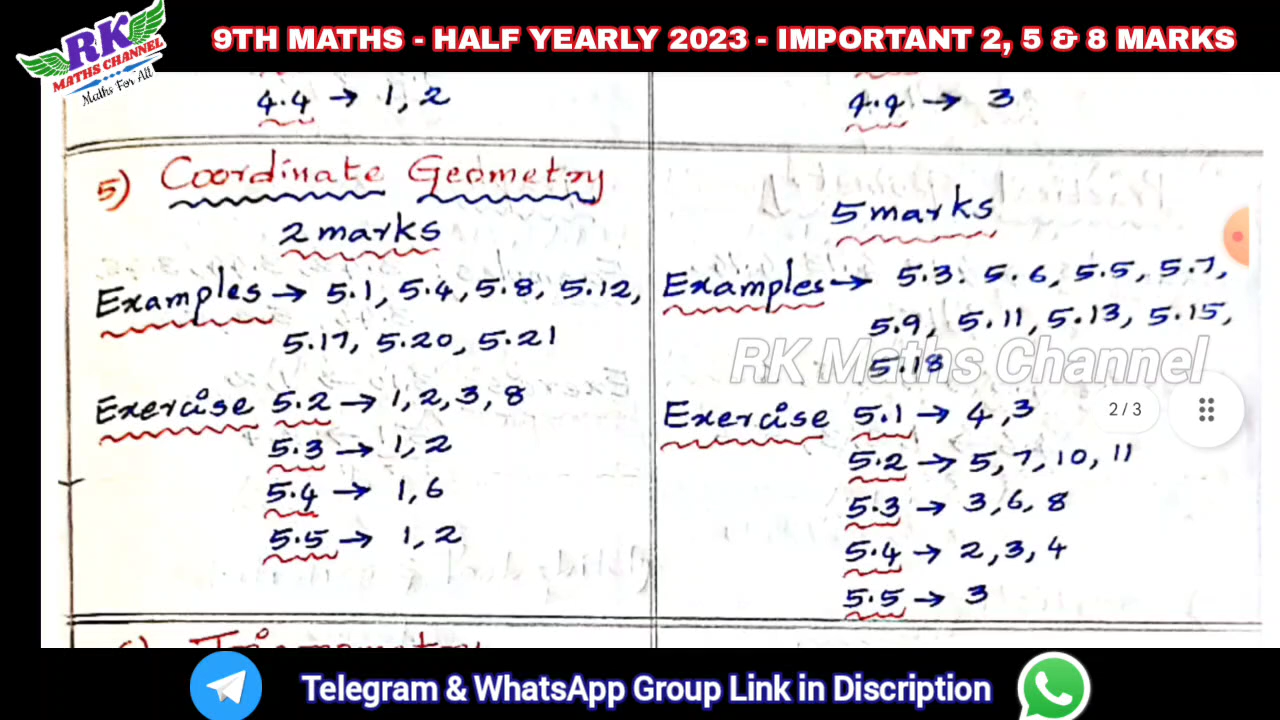 RK
MATHS CHANNEL
Maths For All
9TH MATHS - HALF YEARLY 2023 - IMPORTANT 2, 5 & 8 MARKS
4.4 → 1, 2
4.4 → 3
5) Coordinate Geometry
2 marks
Examples → 5.1, 5.4, 5.8, 5.12,
5.17, 5.20, 5.21
Exercise 5.2 → 1, 2, 3, 8
5.3 → 1, 2
5.4 → 1, 6
5.5 → 1, 2
5 marks
Examples → 5.3. 5.6, 5.5, 5.7,
5.9, 5.11, 5.13, 5.15,
5.18
RK Maths Channel
Exercise 5.1 → 4, 3
2/3
5.2 → 5, 7, 10, 11
5.3 → 3, 6, 8
5.4 → 2, 3, 4
5.5 → 3
Telegram & WhatsApp Group Link in Discription